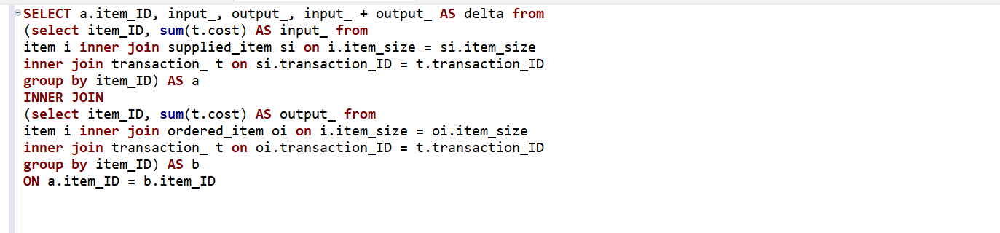 SELECT a.item_ID, input_, output_, input_ + output_ AS delta from
(select item_ID, sum(t.cost) AS input_ from
item i inner join supplied_item si on i.item_size = si.item_size
inner join transaction_ t on si.transaction_ID = t.transaction_ID
group by item_ID) AS a
INNER JOIN
(select item_ID, sum(t.cost) AS output_ from
item i inner join ordered_item oi on i.item_size = oi.item_size
inner join transaction_ t on oi.transaction_ID = t.transaction_ID
group by item_ID) AS b
ON a.item_ID = b.item_ID